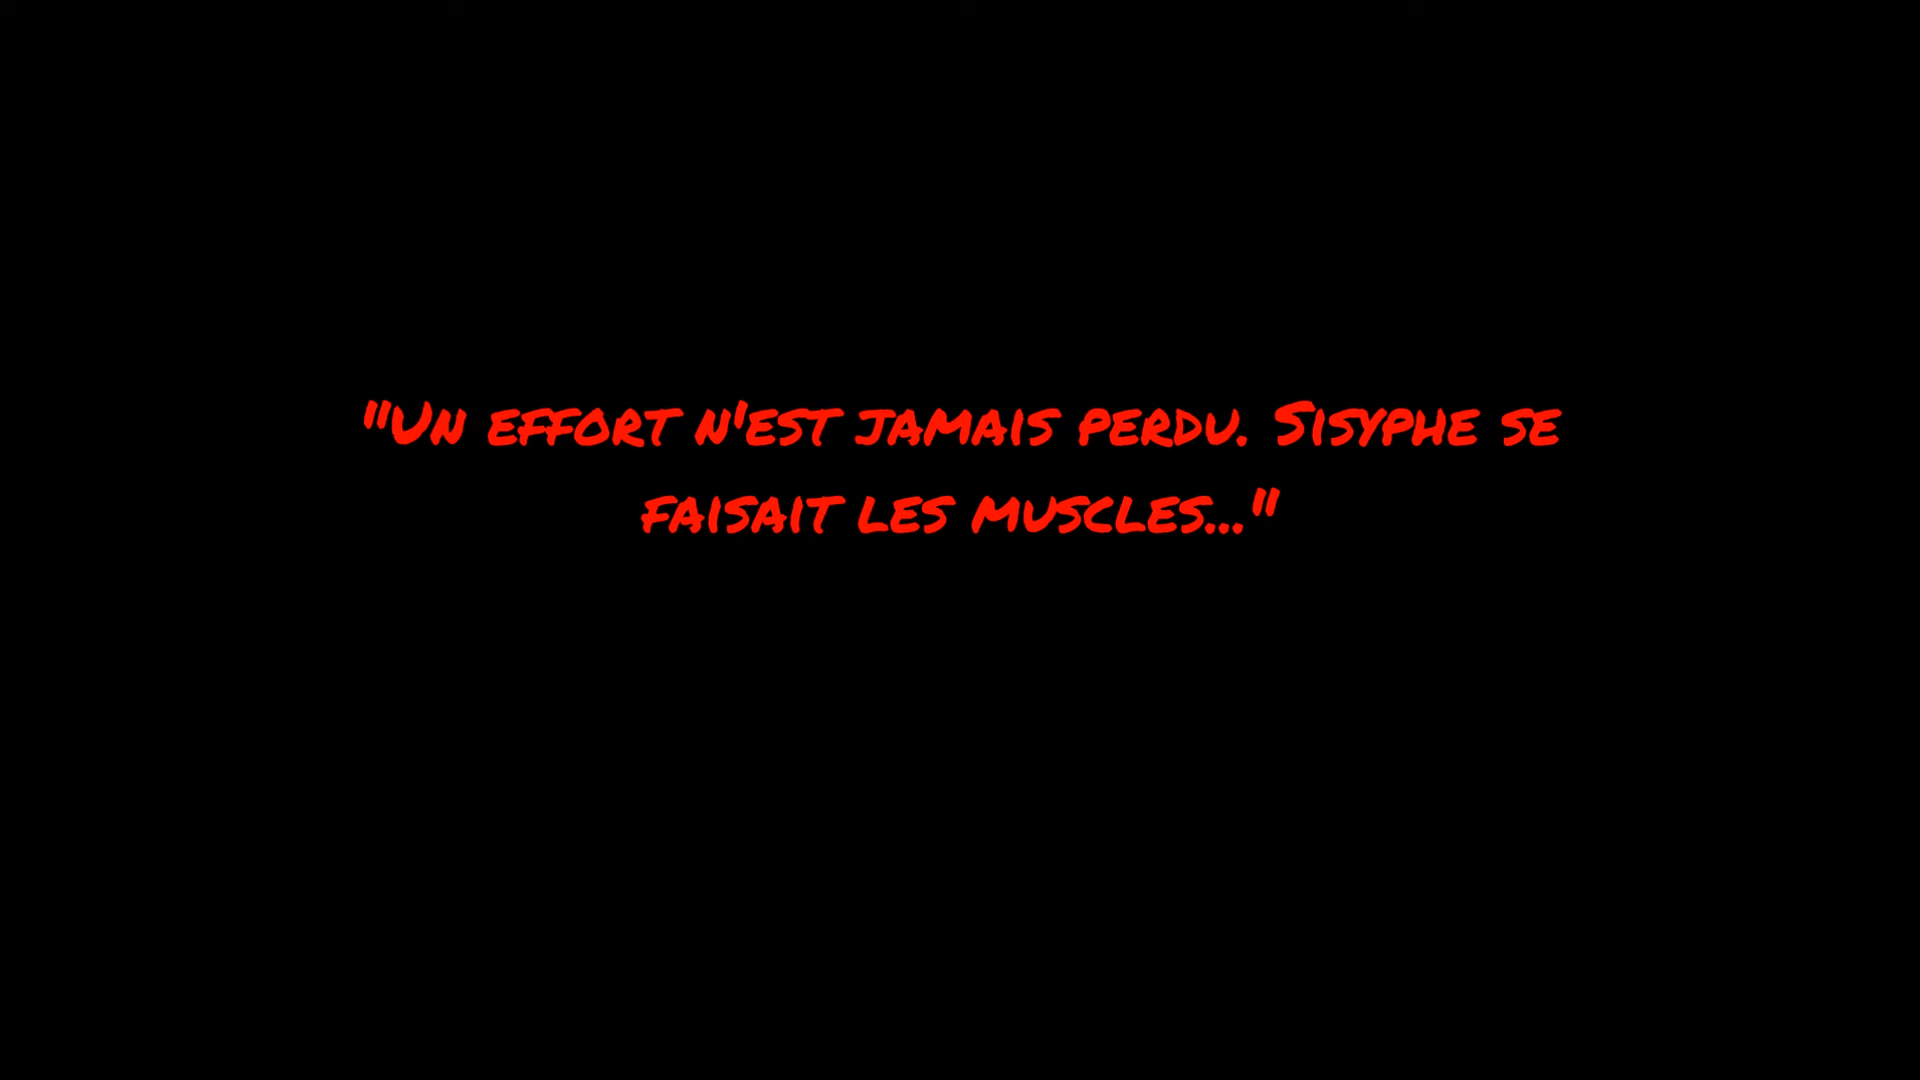 "Un effort n'est jamais perdu. Sisyphe se
faisait les muscles..."